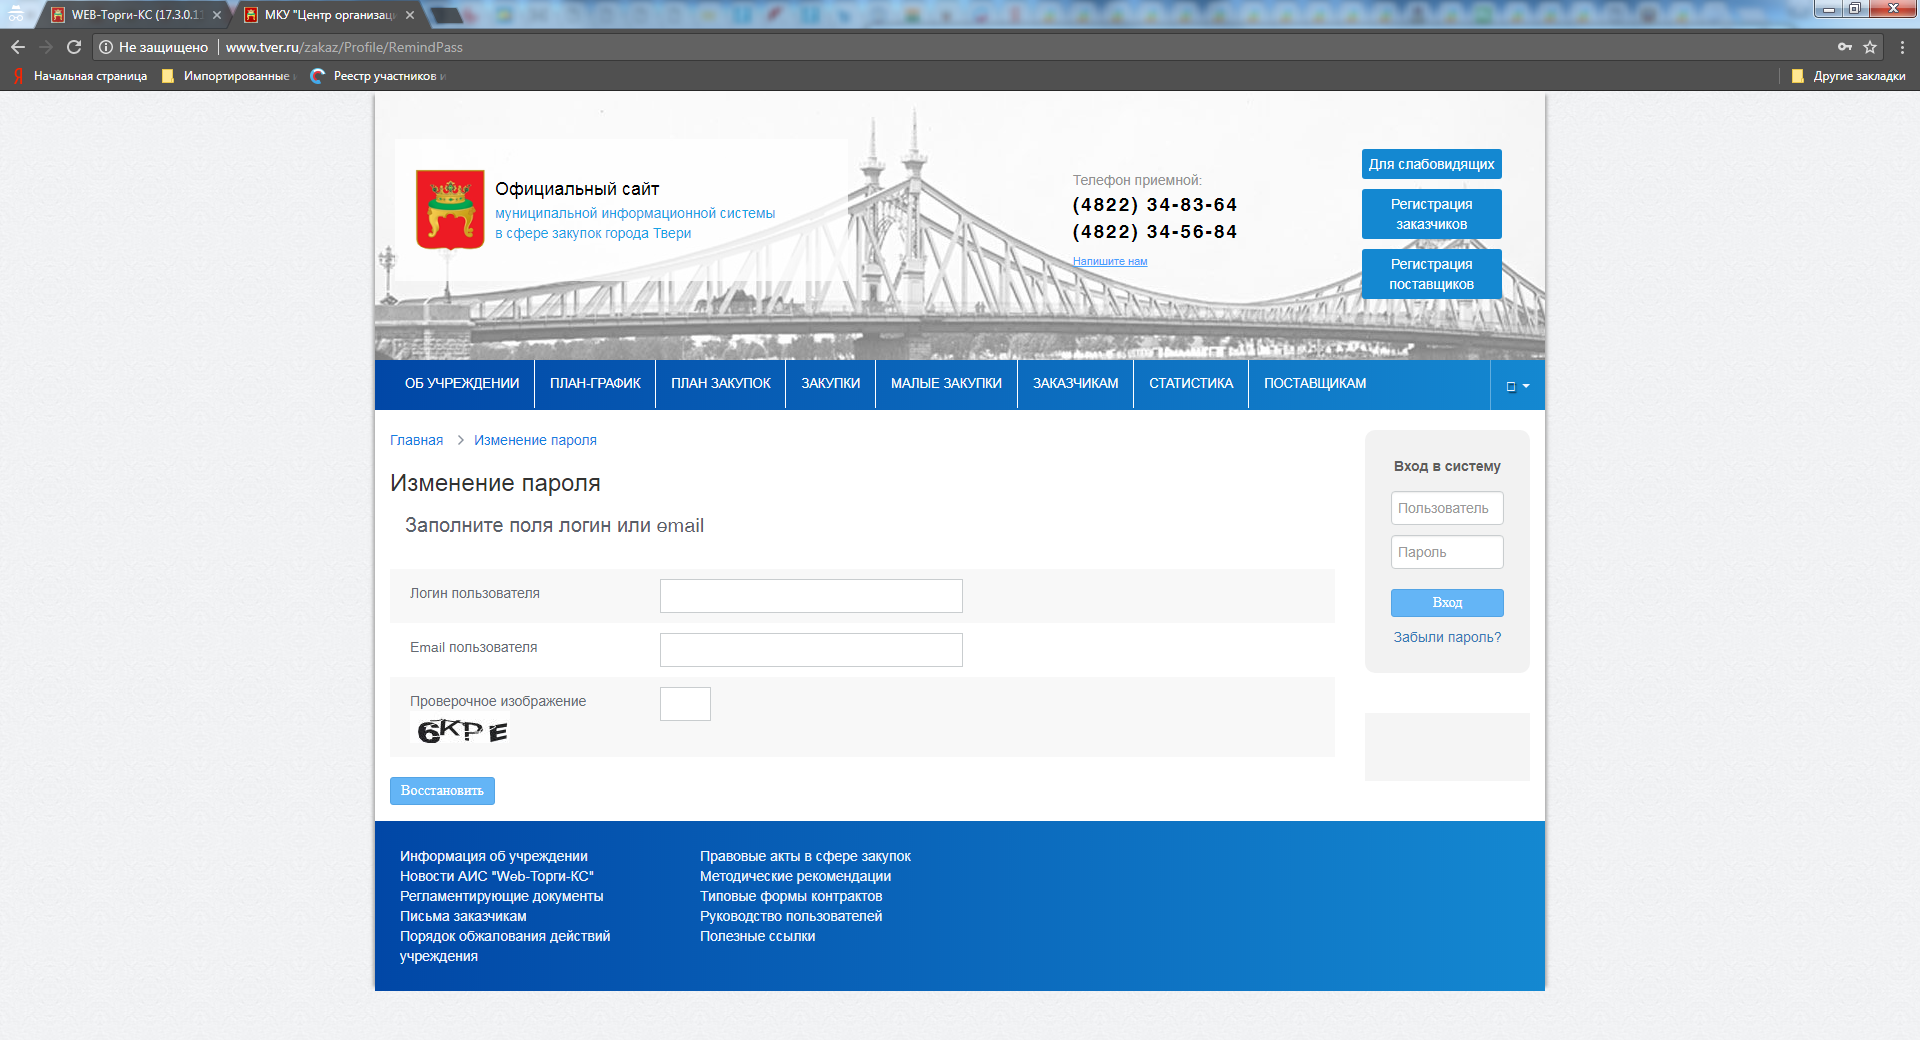 WEB-Торги-КС (17.3.0.1
МКУ "Центр организаци
Не защищено
www.tver.ru/zakaz/Profile/RemindPass
Начальная страница
Импортированные
Реестр участников
Другие закладки
Официальный сайт
муниципальной информационной системы
в сфере закупок города Твери
Телефон приемной:
(4822) 34-83-64
(4822) 34-56-84
Напишите нам
Для слабовидящих
Регистрация
заказчиков
Регистрация
поставщиков
ОБ УЧРЕЖДЕНИИ
ПЛАН-ГРАФИК
ПЛАН ЗАКУПОК
ЗАКУПКИ
МАЛЫЕ ЗАКУПКИ
ЗАКАЗЧИКАМ
СТАТИСТИКА
ПОСТАВЩИКАМ
Главная
Изменение пароля
Изменение пароля
Заполните поля логин или email
Логин пользователя
Email пользователя
Проверочное изображение
6KPE
Восстановить
Вход в систему
Пользователь
Пароль
Вход
Забыли пароль?
Информация об учреждении
Новости АИС "Web-Торги-КС"
Регламентирующие документы
Письма заказчикам
Порядок обжалования действий
учреждения
Правовые акты в сфере закупок
Методические рекомендации
Типовые формы контрактов
Руководство пользователей
Полезные ссылки